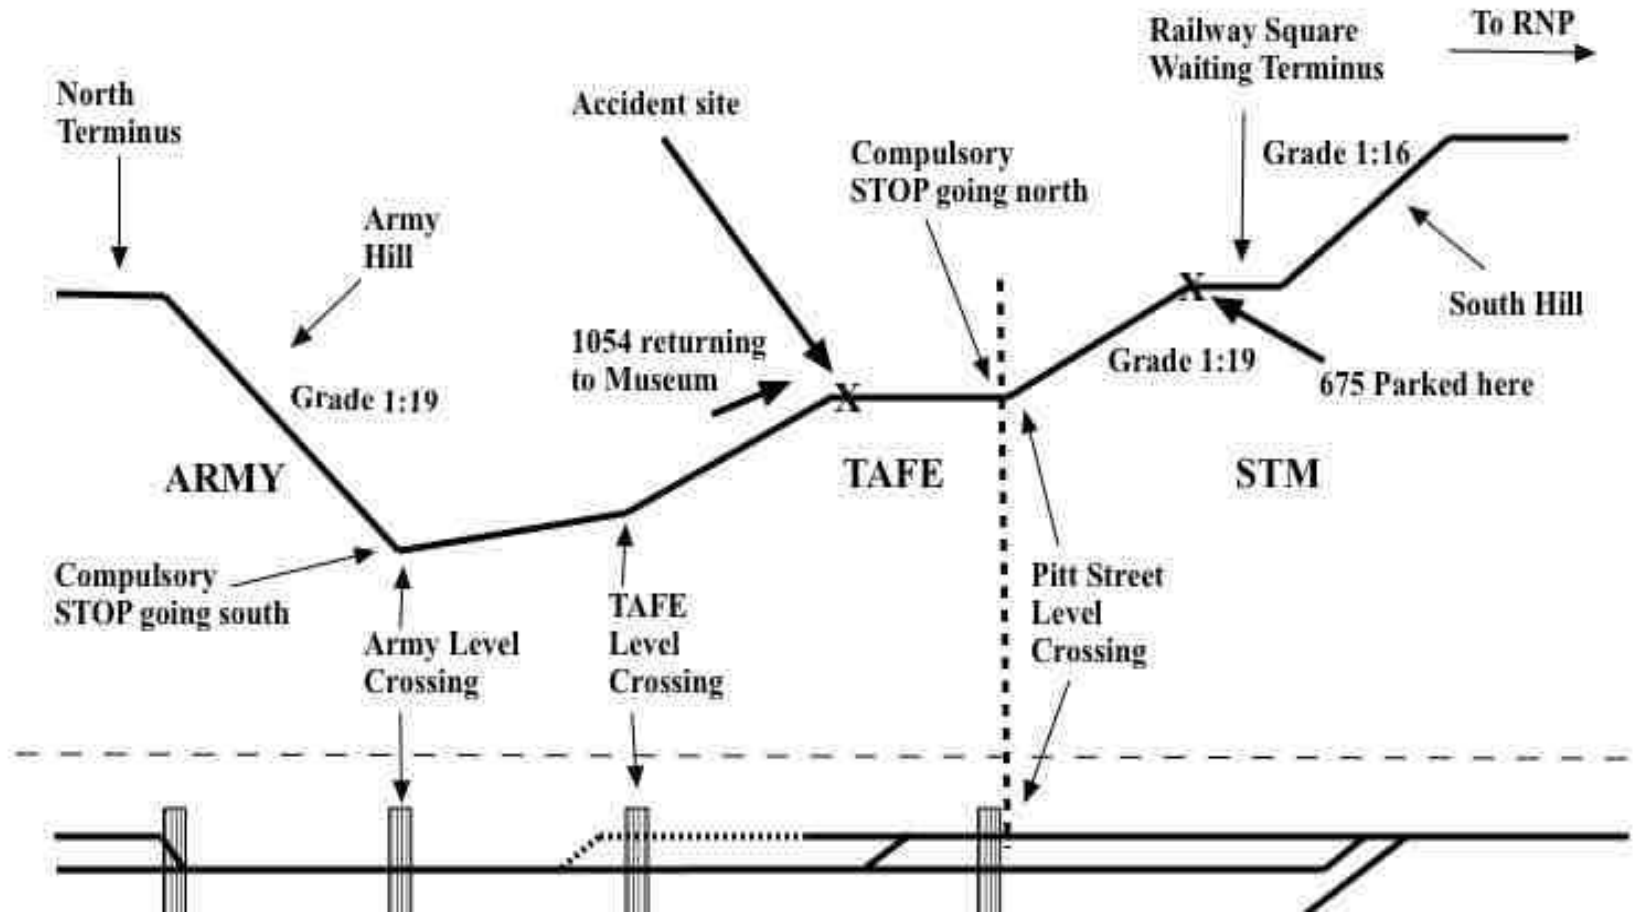 Railway Square
Waiting Terminus
To RNP
North
Terminus
Accident site
Compulsory
STOP going north
Grade 1:16
Army
Hill
South Hill
1054 returning
to Museum
Grade 1:19
675 Parked here
Grade 1:19
ARMY
TAFE
STM
X
X
Compulsory
STOP going south
Army Level
Crossing
TAFE
Level
Crossing
Pitt Street
Level
Crossing